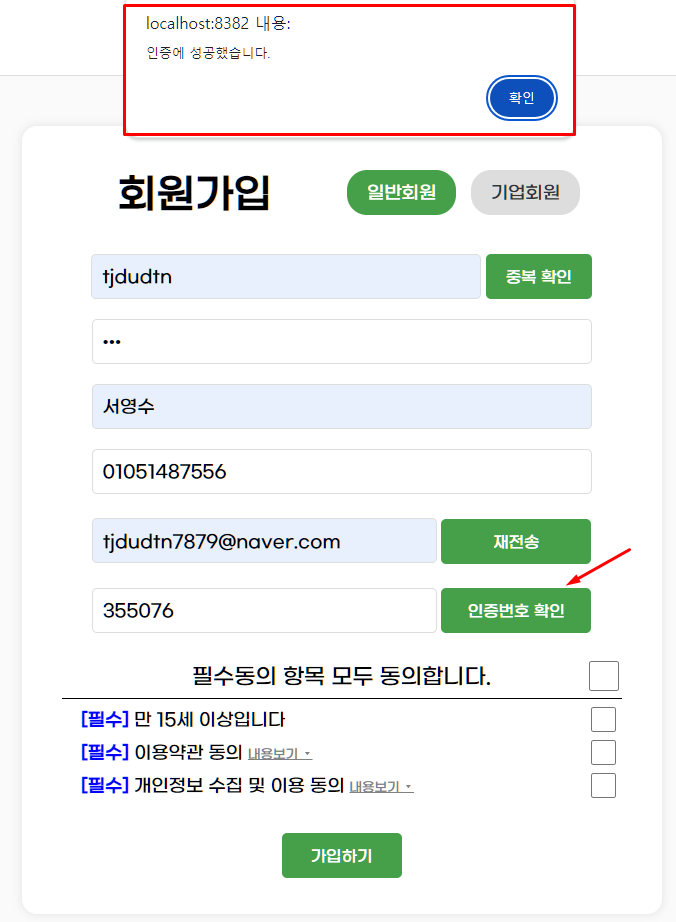 localhost:8382 내용:
인증에 성공했습니다.
확인
회원가입 일반회원 기업회원
tjdudtn 중복 확인
•••
서영수
01051487556
tjdudtn7879@naver.com 재전송
355076 인증번호 확인
필수동의 항목 모두 동의합니다.
[필수] 만 15세 이상입니다
[필수] 이용약관 동의 내용보기
[필수] 개인정보 수집 및 이용 동의 내용보기
가입하기